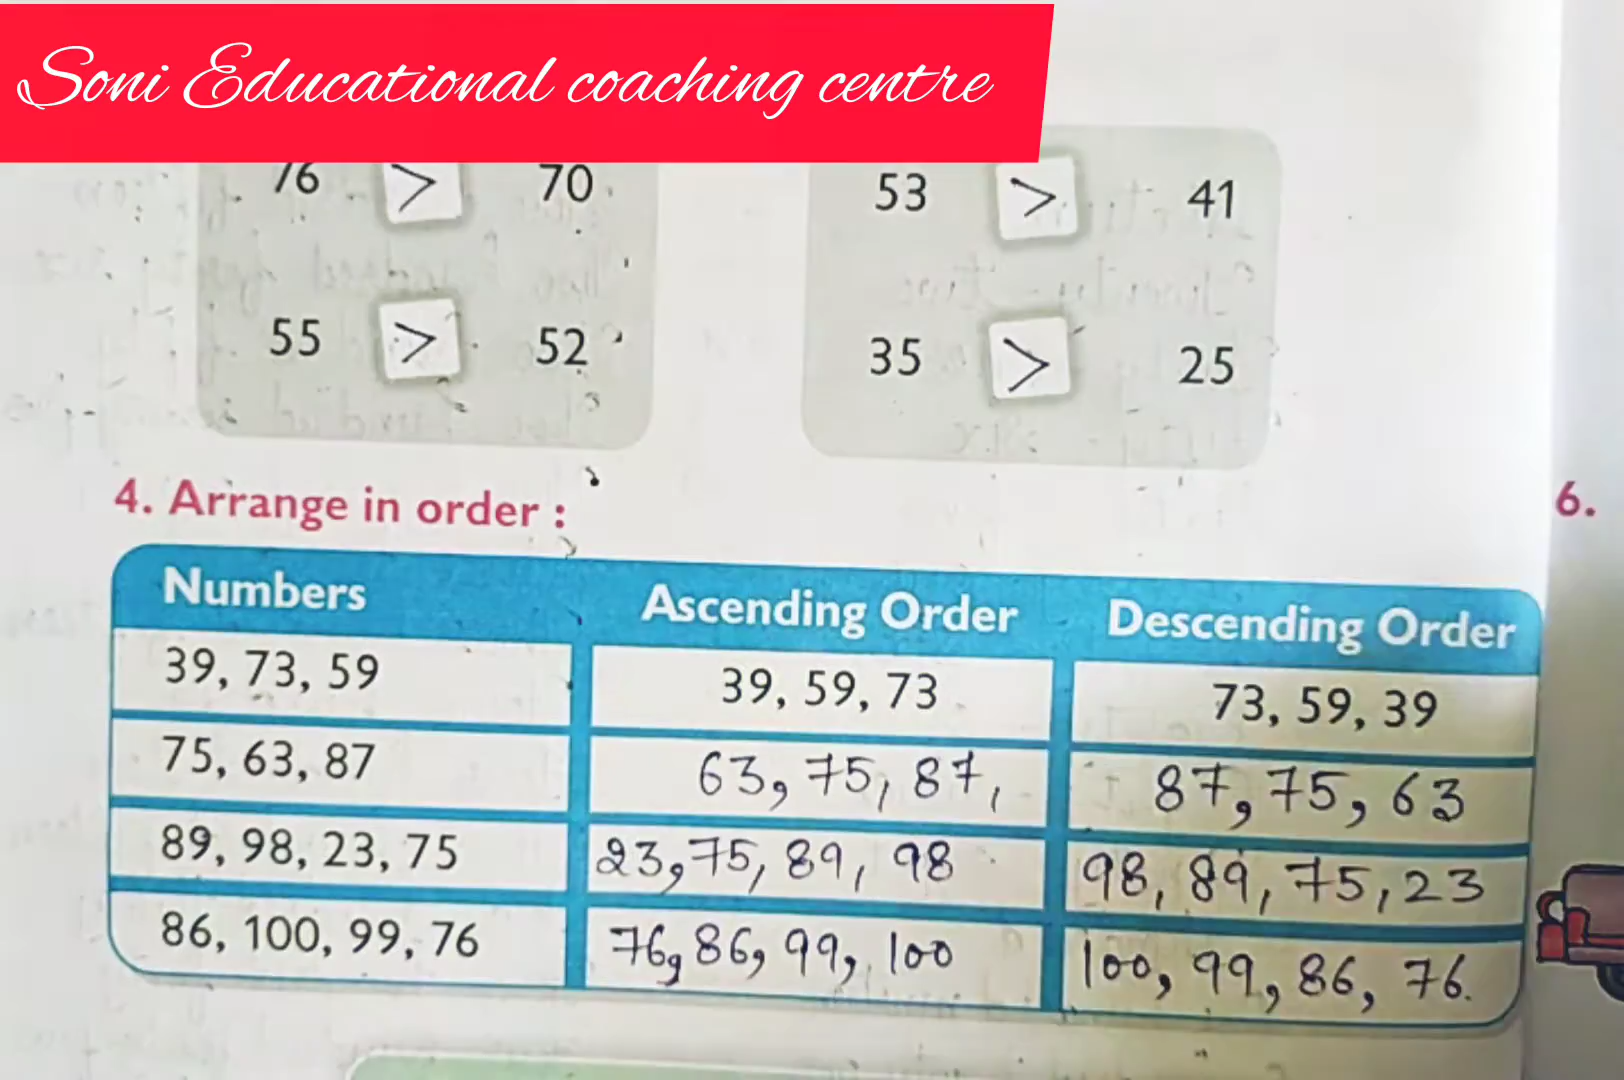 Soni Educational coaching centre
76 > 70
53 > 41
55 > 52
35 > 25
4. Arrange in order :
6.
Numbers Ascending Order Descending Order
39, 73, 59 39, 59, 73 73, 59, 39
75, 63, 87 63, 75, 87, 87, 75, 63
89, 98, 23, 75 23, 75, 89, 98 98, 89, 75, 23
86, 100, 99, 76 76, 86, 99, 100 100, 99, 86, 76.